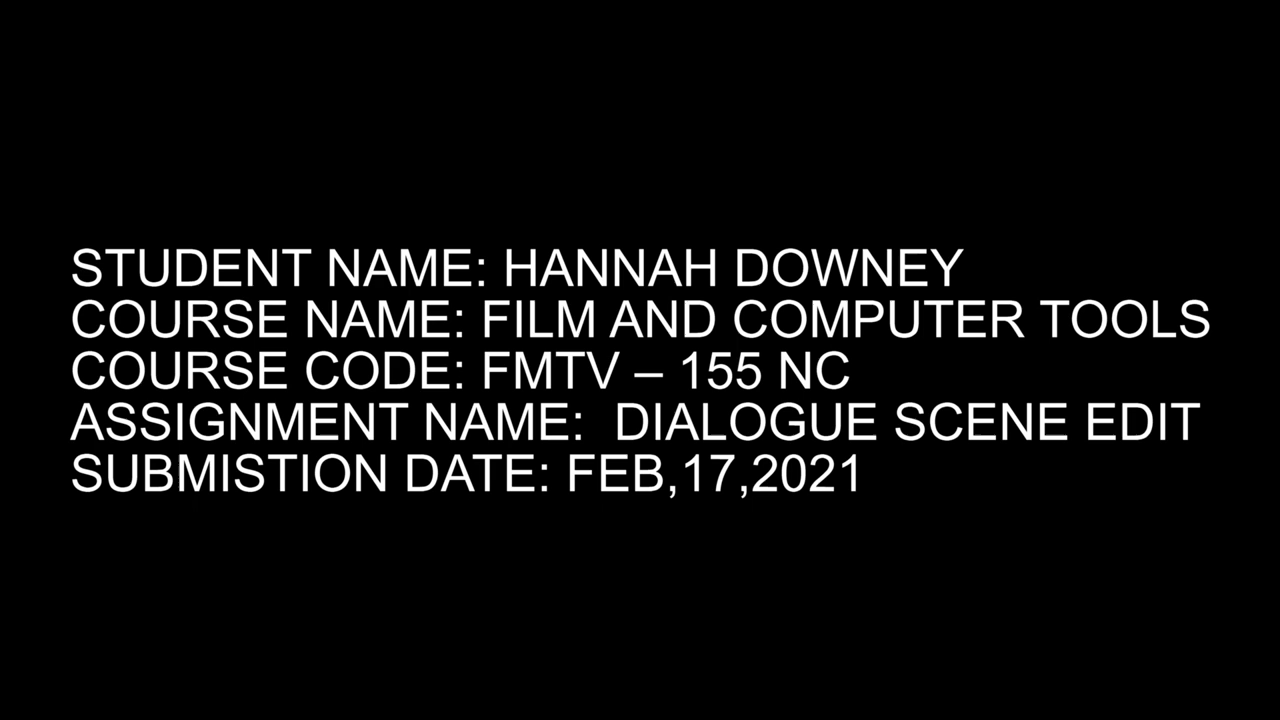 STUDENT NAME: HANNAH DOWNEY
COURSE NAME: FILM AND COMPUTER TOOLS
COURSE CODE: FMTV – 155 NC
ASSIGNMENT NAME:  DIALOGUE SCENE EDIT
SUBMISTION DATE: FEB,17,2021